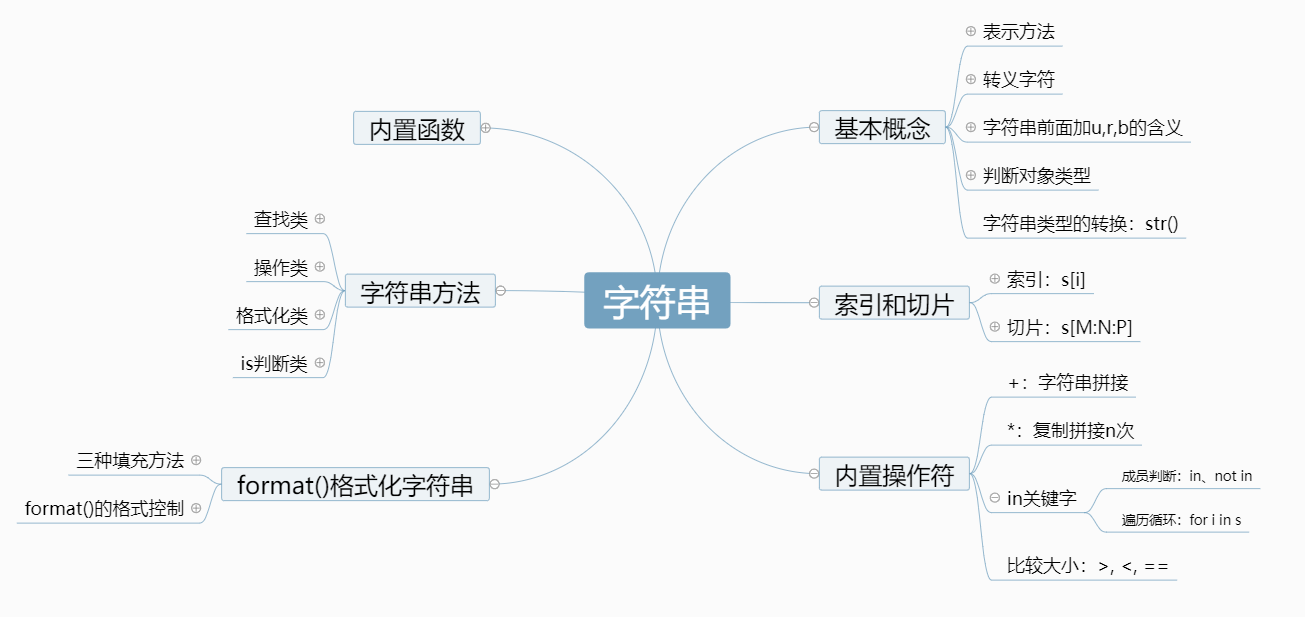 字符串
基本概念
表示方法
转义字符
字符串前面加u,r,b的含义
判断对象类型
字符串类型的转换：str()
索引和切片
索引：s[i]
切片：s[M:N:P]
内置操作符
+：字符串拼接
*：复制拼接n次
in关键字
成员判断：in、not in
遍历循环：for i in s
比较大小：>, <, ==
内置函数
字符串方法
查找类
操作类
格式化类
is判断类
format()格式化字符串
三种填充方法
format()的格式控制